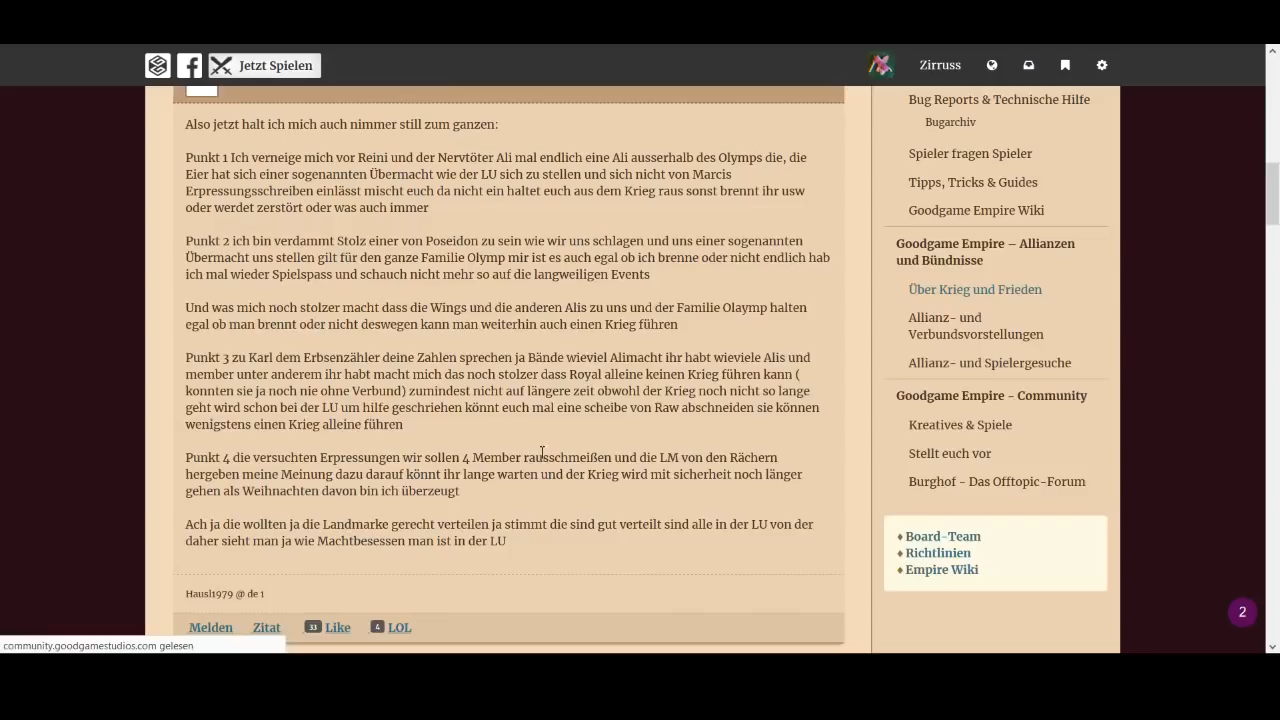 Jetzt Spielen
Zirruss
Also jetzt halt ich mich auch nimmer still zum ganzen:
Punkt 1 Ich verneige mich vor Reini und der Nervtöter Ali mal endlich eine Ali ausserhalb des Olymps die, die
Eier hat sich einer sogenannten Übermacht wie der LU sich zu stellen und sich nicht von Marcis
Erpressungsschreiben einlässt mischt euch da nicht ein haltet euch aus dem Krieg raus sonst brennt ihr usw
oder werdet zerstört oder was auch immer
Punkt 2 ich bin verdammt Stolz einer von Poseidon zu sein wie wir uns schlagen und uns einer sogenannten
Übermacht uns stellen gilt für den ganze Familie Olymp mir ist es auch egal ob ich brenne oder nicht endlich hab
ich mal wieder Spielspass und schauch nicht mehr so auf die langweiligen Events
Und was mich noch stolzer macht dass die Wings und die anderen Alis zu uns und der Familie Olaymp halten
egal ob man brennt oder nicht deswegen kann man weiterhin auch einen Krieg führen
Punkt 3 zu Karl dem Erbsenzähler deine Zahlen sprechen ja Bände wieviel Alimacht ihr habt wieviele Alis und
member unter anderem ihr habt macht mich das noch stolzer dass Royal alleine keinen Krieg führen kann (
konnten sie ja noch nie ohne Verbund) zumindest nicht auf längere zeit obwohl der Krieg noch nicht so lange
geht wird schon bei der LU um hilfe geschriehen könnt euch mal eine scheibe von Raw abschneiden sie können
wenigstens einen Krieg alleine führen
Punkt 4 die versuchten Erpressungen wir sollen 4 Member rausschmeißen und die LM von den Rächern
hergeben meine Meinung dazu darauf könnt ihr lange warten und der Krieg wird mit sicherheit noch länger
gehen als Weihnachten davon bin ich überzeugt
Ach ja die wollten ja die Landmarke gerecht verteilen ja stimmt die sind gut verteilt sind alle in der LU von der
daher sieht man ja wie Machtbesessen man ist in der LU
Hausl1979 @ de 1
Melden Zitat 33 Like 4 LOL
community.goodgamestudios.com gelesen
Bug Reports & Technische Hilfe
Bugarchiv
Spieler fragen Spieler
Tipps, Tricks & Guides
Goodgame Empire Wiki
Goodgame Empire – Allianzen
und Bündnisse
Über Krieg und Frieden
Allianz- und
Verbundsvorstellungen
Allianz- und Spielergesuche
Goodgame Empire - Community
Kreatives & Spiele
Stellt euch vor
Burghof - Das Offtopic-Forum
♦ Board-Team
♦ Richtlinien
♦ Empire Wiki
2